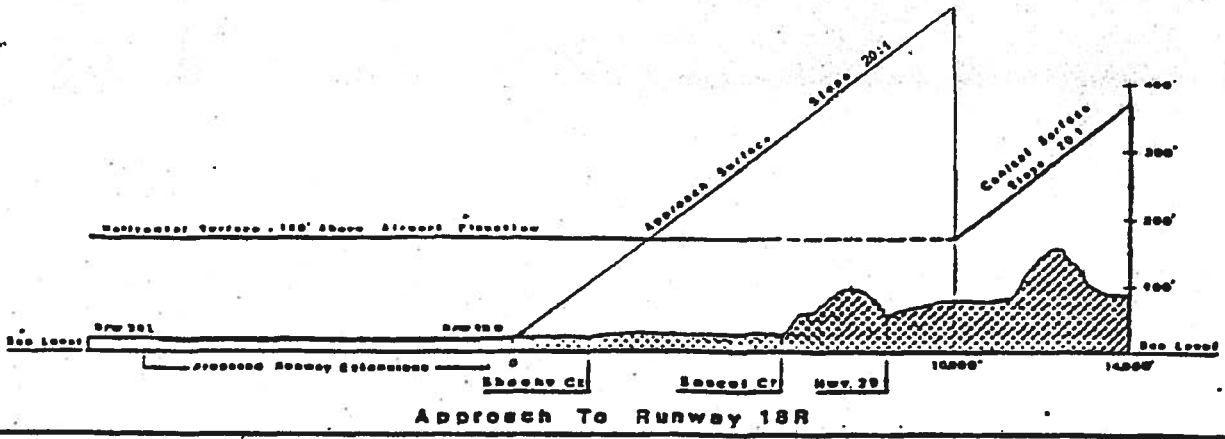 Approach Surface Slope 20:1
400'
300'
200'
100'
Conical Surface
Slope 20:1
Horizontal Surface - 150' Above Airport Elevation
Sea Level
Proposed Runway Extensions
0
10,000'
14,000'
Sea Level
Cr
Cr
Hwy. 29
Approach To Runway 18R